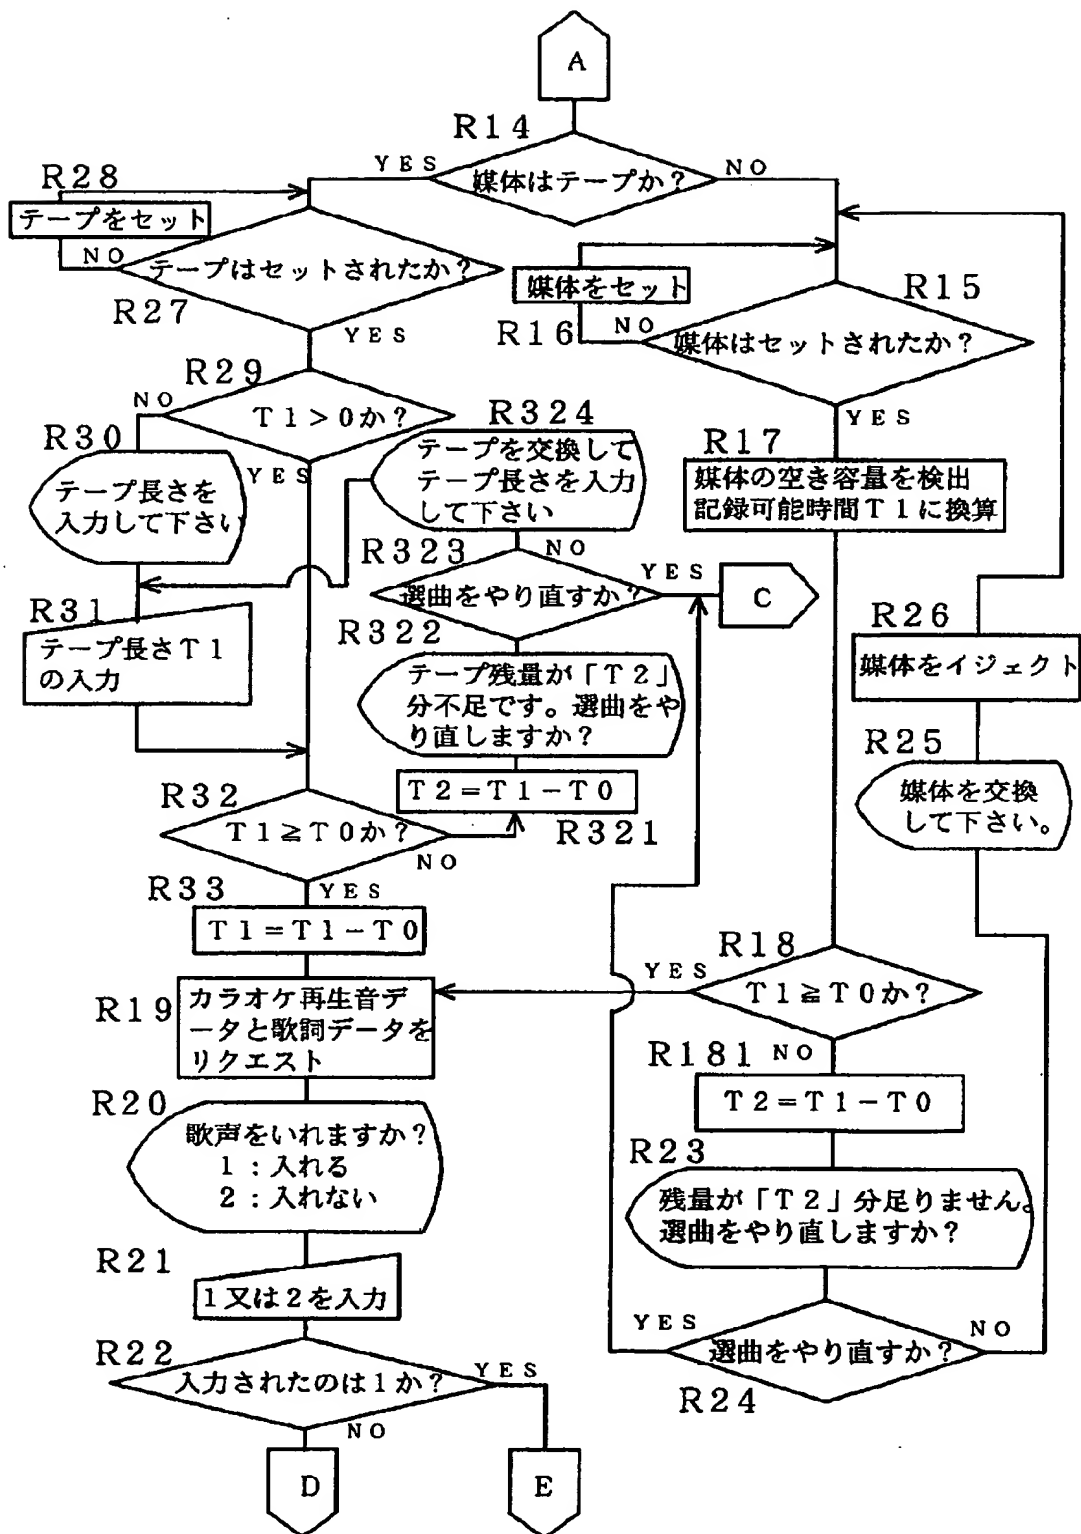 A
R14
YES
媒体はテープか?
NO
R28
テープをセット
NO
テープはセットされたか?
R27
YES
媒体をセット
R16
NO
R15
媒体はセットされたか?
YES
R29
NO
T1>0か?
YES
R30
テープ長さを
入力して下さい
R324
テープを交換して
テープ長さを入力
して下さい
R17
媒体の空き容量を検出
記録可能時間T1に換算
R323
NO
選曲をやり直すか?
YES
C
R31
テープ長さT1
の入力
R322
テープ残量が「T2」
分不足です。選曲をや
り直しますか?
R26
媒体をイジェクト
R25
媒体を交換
して下さい。
R32
T1≧T0か?
NO
T2=T1-T0
R321
YES
R33
T1=T1-T0
R18
YES
T1≧T0か?
R19
カラオケ再生音デ
ータと歌詞データを
リクエスト
R181
NO
T2=T1-T0
R20
歌声をいれますか?
1:入れる
2:入れない
R23
残量が「T2」分足りません。
選曲をやり直しますか?
R21
1又は2を入力
YES
選曲をやり直すか?
NO
R24
R22
入力されたのは1か?
YES
NO
D
E